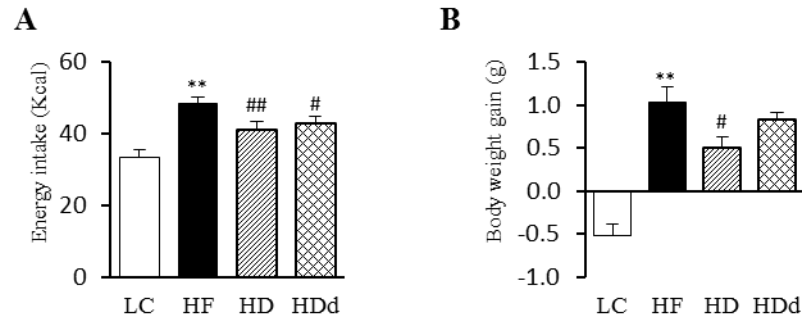 A
Energy intake (Kcal)
60
40
20
0
**
##
#
LC HF HD HDd
B
Body weight gain (g)
1.5
1.0
0.5
0.0
-0.5
-1.0
**
#
LC HF HD HDd